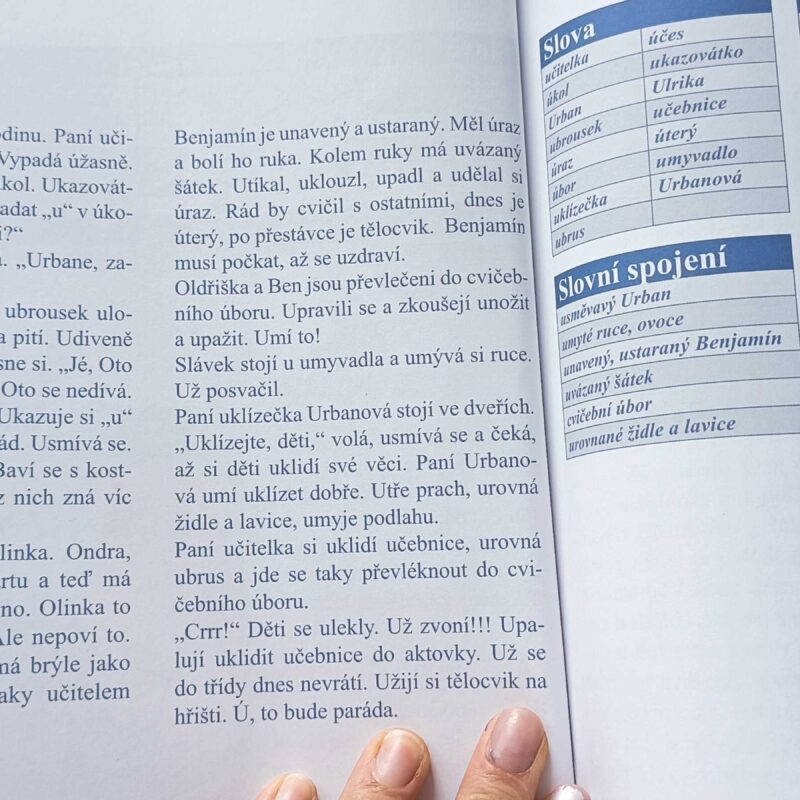 odinu. Paní uči-
Vypadá úžasně.
kol. Ukazovát-
adat „u“ v úko-
i?“
a. „Urbane, za-
ubrousek ulo-
a pití. Udiveně
sne si. „Jé, Oto
Oto se nedívá.
Ukazuje si „u“
ád. Usmívá se.
Baví se s kost-
z nich zná víc
linka. Ondra,
artu a teď má
no. Olinka to
Ale nepoví to.
má brýle jako
aky učitelem
Benjamín je unavený a ustaraný. Měl úraz
a bolí ho ruka. Kolem ruky má uvázaný
šátek. Utíkal, uklouzl, upadl a udělal si
úraz. Rád by cvičil s ostatními, dnes je
úterý, po přestávce je tělocvik. Benjamín
musí počkat, až se uzdraví.
Oldřiška a Ben jsou převlečeni do cvičeb-
ního úboru. Upravili se a zkoušejí unožit
a upažit. Umí to!
Slávek stojí u umyvadla a umývá si ruce.
Už posvačil.
Paní uklízečka Urbanová stojí ve dveřích.
„Uklízejte, děti,“ volá, usmívá se a čeká,
až si děti uklidí své věci. Paní Urbano-
vá umí uklízet dobře. Utře prach, urovná
židle a lavice, umyje podlahu.
Paní učitelka si uklidí učebnice, urovná
ubrus a jde se taky převléknout do cvi-
čebního úboru.
„Crrr!“ Děti se ulekly. Už zvoní!!! Upa-
lují uklidit učebnice do aktovky. Už se
do třídy dnes nevrátí. Užijí si tělocvik na
hřišti. Ú, to bude paráda.
Slova
učitelka účes
úkol ukazovátko
Urban Ulrika
ubrousek učebnice
úraz úterý
úbor umyvadlo
uklízečka Urbanová
ubrus
Slovní spojení
usměvavý Urban
umyté ruce, ovoce
unavený, ustaraný Benjamín
uvázaný šátek
cvičební úbor
urovnané židle a lavice